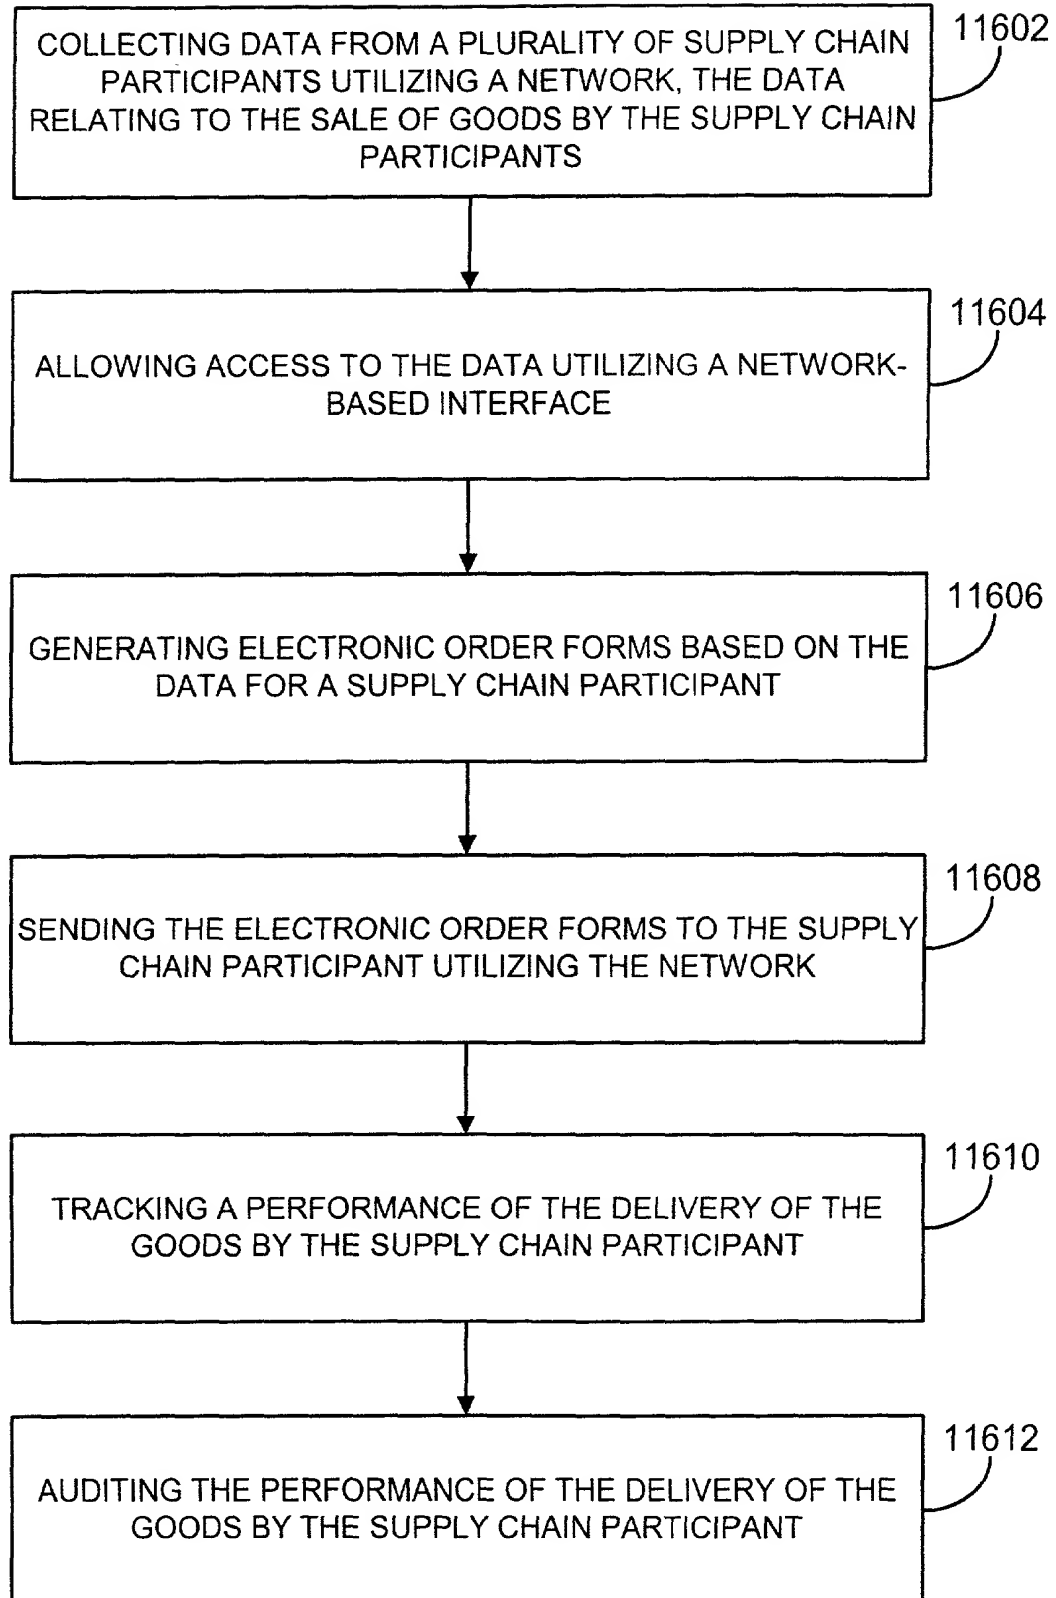 COLLECTING DATA FROM A PLURALITY OF SUPPLY CHAIN
PARTICIPANTS UTILIZING A NETWORK, THE DATA
RELATING TO THE SALE OF GOODS BY THE SUPPLY CHAIN
PARTICIPANTS
11602
ALLOWING ACCESS TO THE DATA UTILIZING A NETWORK-
BASED INTERFACE
11604
GENERATING ELECTRONIC ORDER FORMS BASED ON THE
DATA FOR A SUPPLY CHAIN PARTICIPANT
11606
SENDING THE ELECTRONIC ORDER FORMS TO THE SUPPLY
CHAIN PARTICIPANT UTILIZING THE NETWORK
11608
TRACKING A PERFORMANCE OF THE DELIVERY OF THE
GOODS BY THE SUPPLY CHAIN PARTICIPANT
11610
AUDITING THE PERFORMANCE OF THE DELIVERY OF THE
GOODS BY THE SUPPLY CHAIN PARTICIPANT
11612